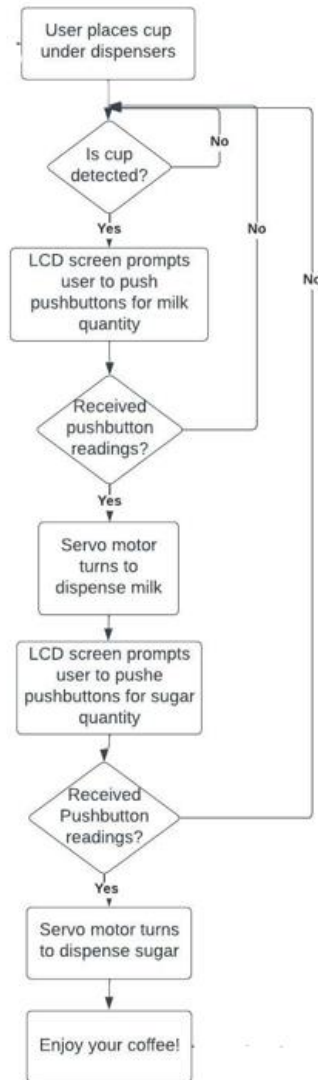 User places cup
under dispensers
Is cup
detected?
No
Yes
LCD screen prompts
user to push
pushbuttons for milk
quantity
No
No
Received
pushbutton
readings?
Yes
Servo motor
turns to
dispense milk
LCD screen prompts
user to pushe
pushbuttons for sugar
quantity
Received
Pushbutton
readings?
Yes
Servo motor turns
to dispense sugar
Enjoy your coffee!